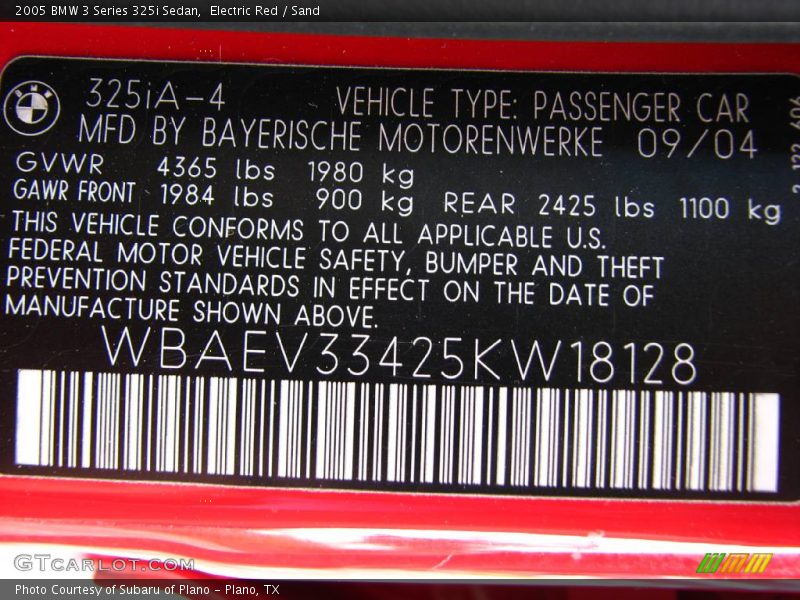 2005 BMW 3 Series 325i Sedan, Electric Red / Sand
325iA-4 VEHICLE TYPE: PASSENGER CAR
MFD BY BAYERISCHE MOTORENWERKE 09/04
GVWR 4365 lbs 1980 kg
GAWR FRONT 1984 lbs 900 kg REAR 2425 lbs 1100 kg
THIS VEHICLE CONFORMS TO ALL APPLICABLE U.S.
FEDERAL MOTOR VEHICLE SAFETY, BUMPER AND THEFT
PREVENTION STANDARDS IN EFFECT ON THE DATE OF
MANUFACTURE SHOWN ABOVE.
WBAEV33425KW18128
GTCARLOT.COM
Photo Courtesy of Subaru of Plano - Plano, TX